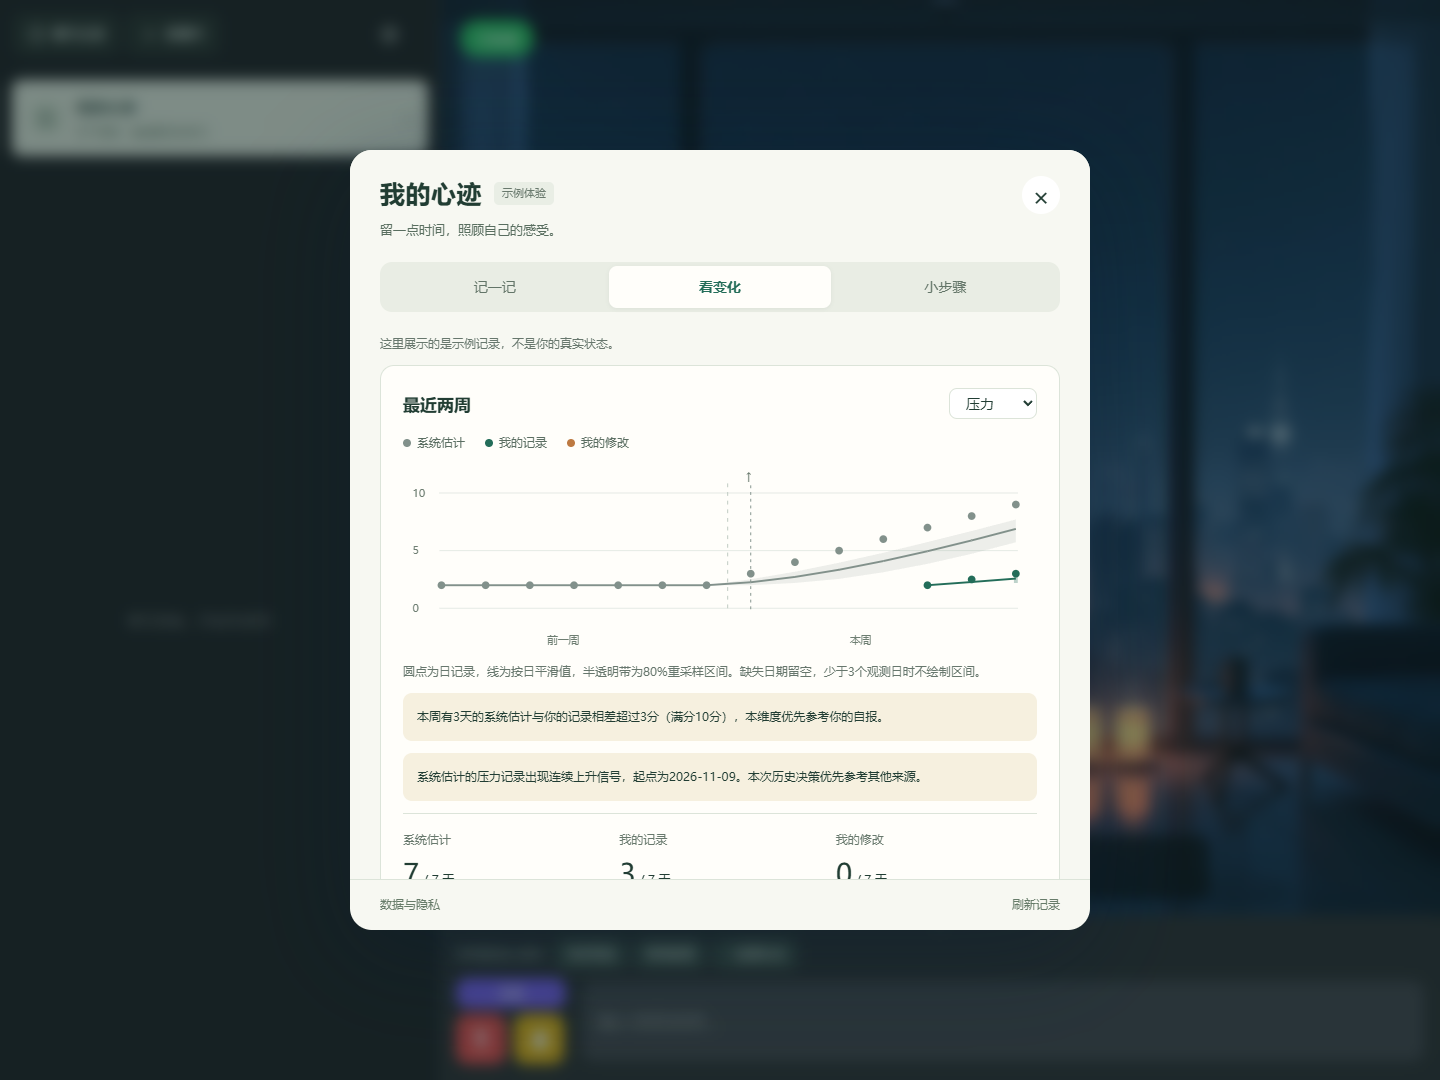 我的心迹 示例体验
×
留一点时间，照顾自己的感受。
记一记 看变化 小步骤
这里展示的是示例记录，不是你的真实状态。
最近两周 压力
系统估计 我的记录 我的修改
↑
10
5
0
前一周 本周
圆点为日记录，线为按日平滑值，半透明带为80%重采样区间。缺失日期留空，少于3个观测日时不绘制区间。
本周有3天的系统估计与你的记录相差超过3分（满分10分），本维度优先参考你的自报。
系统估计的压力记录出现连续上升信号，起点为2026-11-09。本次历史决策优先参考其他来源。
系统估计 我的记录 我的修改
7 / 7 天 3 / 7 天 0 / 7 天
数据与隐私 刷新记录